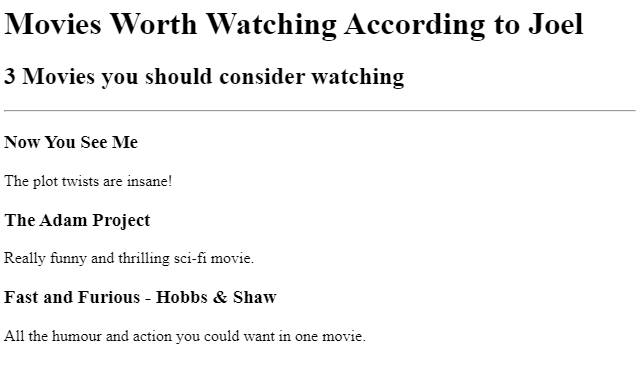 Movies Worth Watching According to Joel
3 Movies you should consider watching
Now You See Me
The plot twists are insane!
The Adam Project
Really funny and thrilling sci-fi movie.
Fast and Furious - Hobbs & Shaw
All the humour and action you could want in one movie.